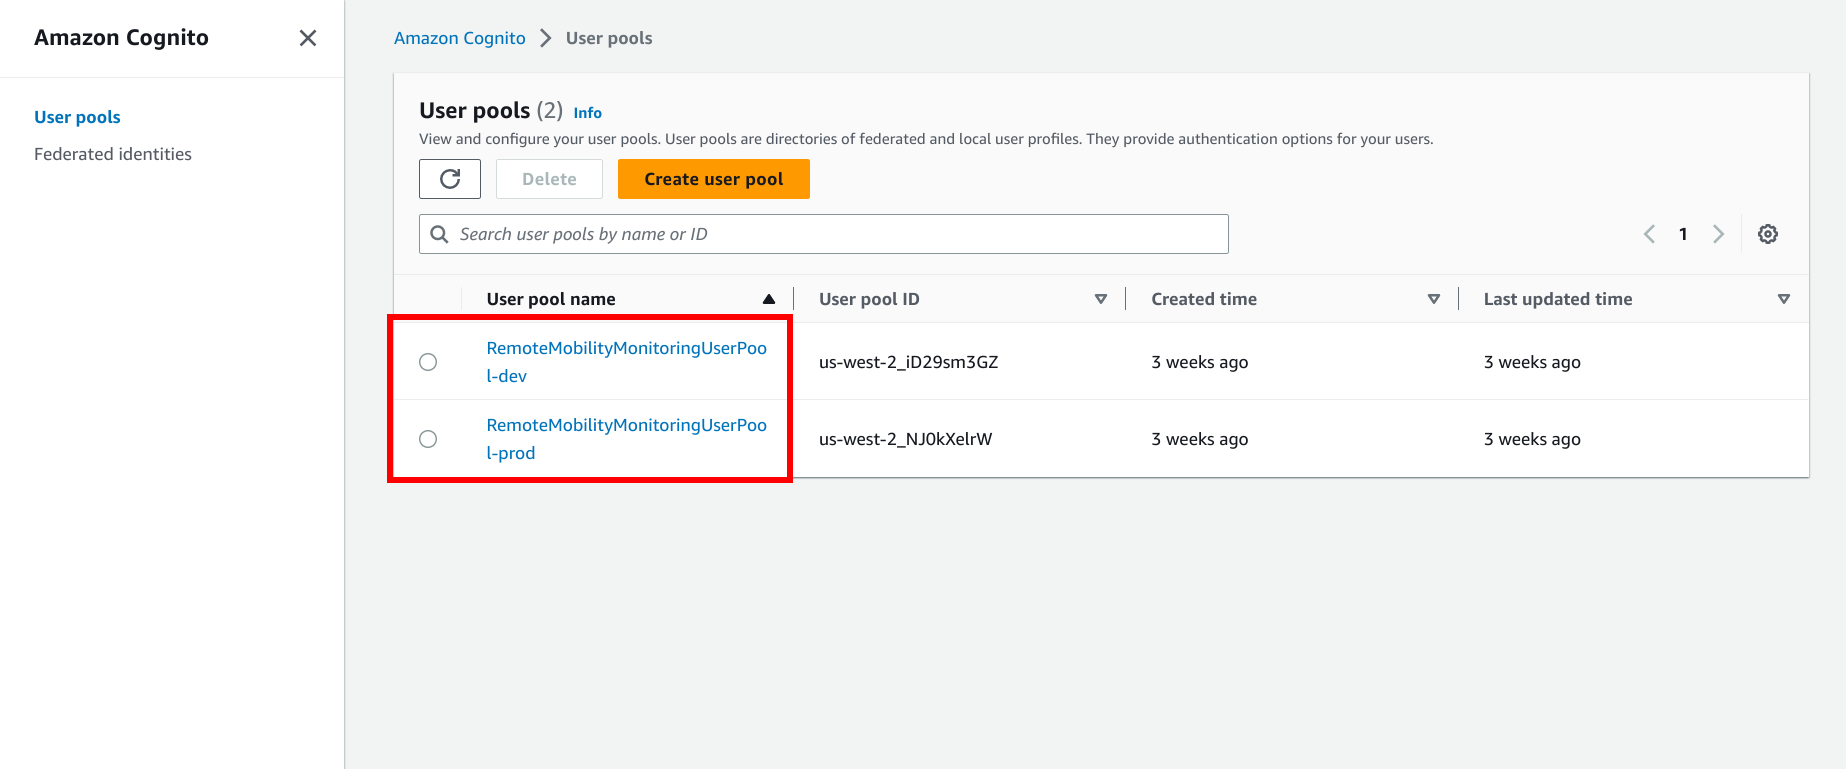 Amazon Cognito
User pools
Federated identities
Amazon Cognito > User pools
User pools (2) Info
View and configure your user pools. User pools are directories of federated and local user profiles. They provide authentication options for your users.
Delete Create user pool
Search user pools by name or ID
1
User pool name User pool ID Created time Last updated time
RemoteMobilityMonitoringUserPoo
l-dev
us-west-2_iD29sm3GZ 3 weeks ago 3 weeks ago
RemoteMobilityMonitoringUserPoo
l-prod
us-west-2_NJ0kXelrW 3 weeks ago 3 weeks ago